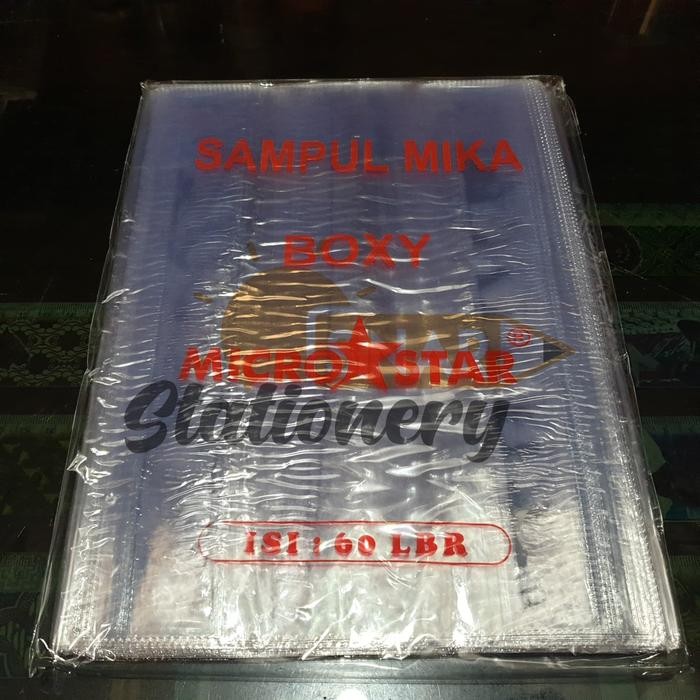 SAMPUL MIKA
BOXY
MICRO STAR ®
Stationery
ISI : 60 LBR